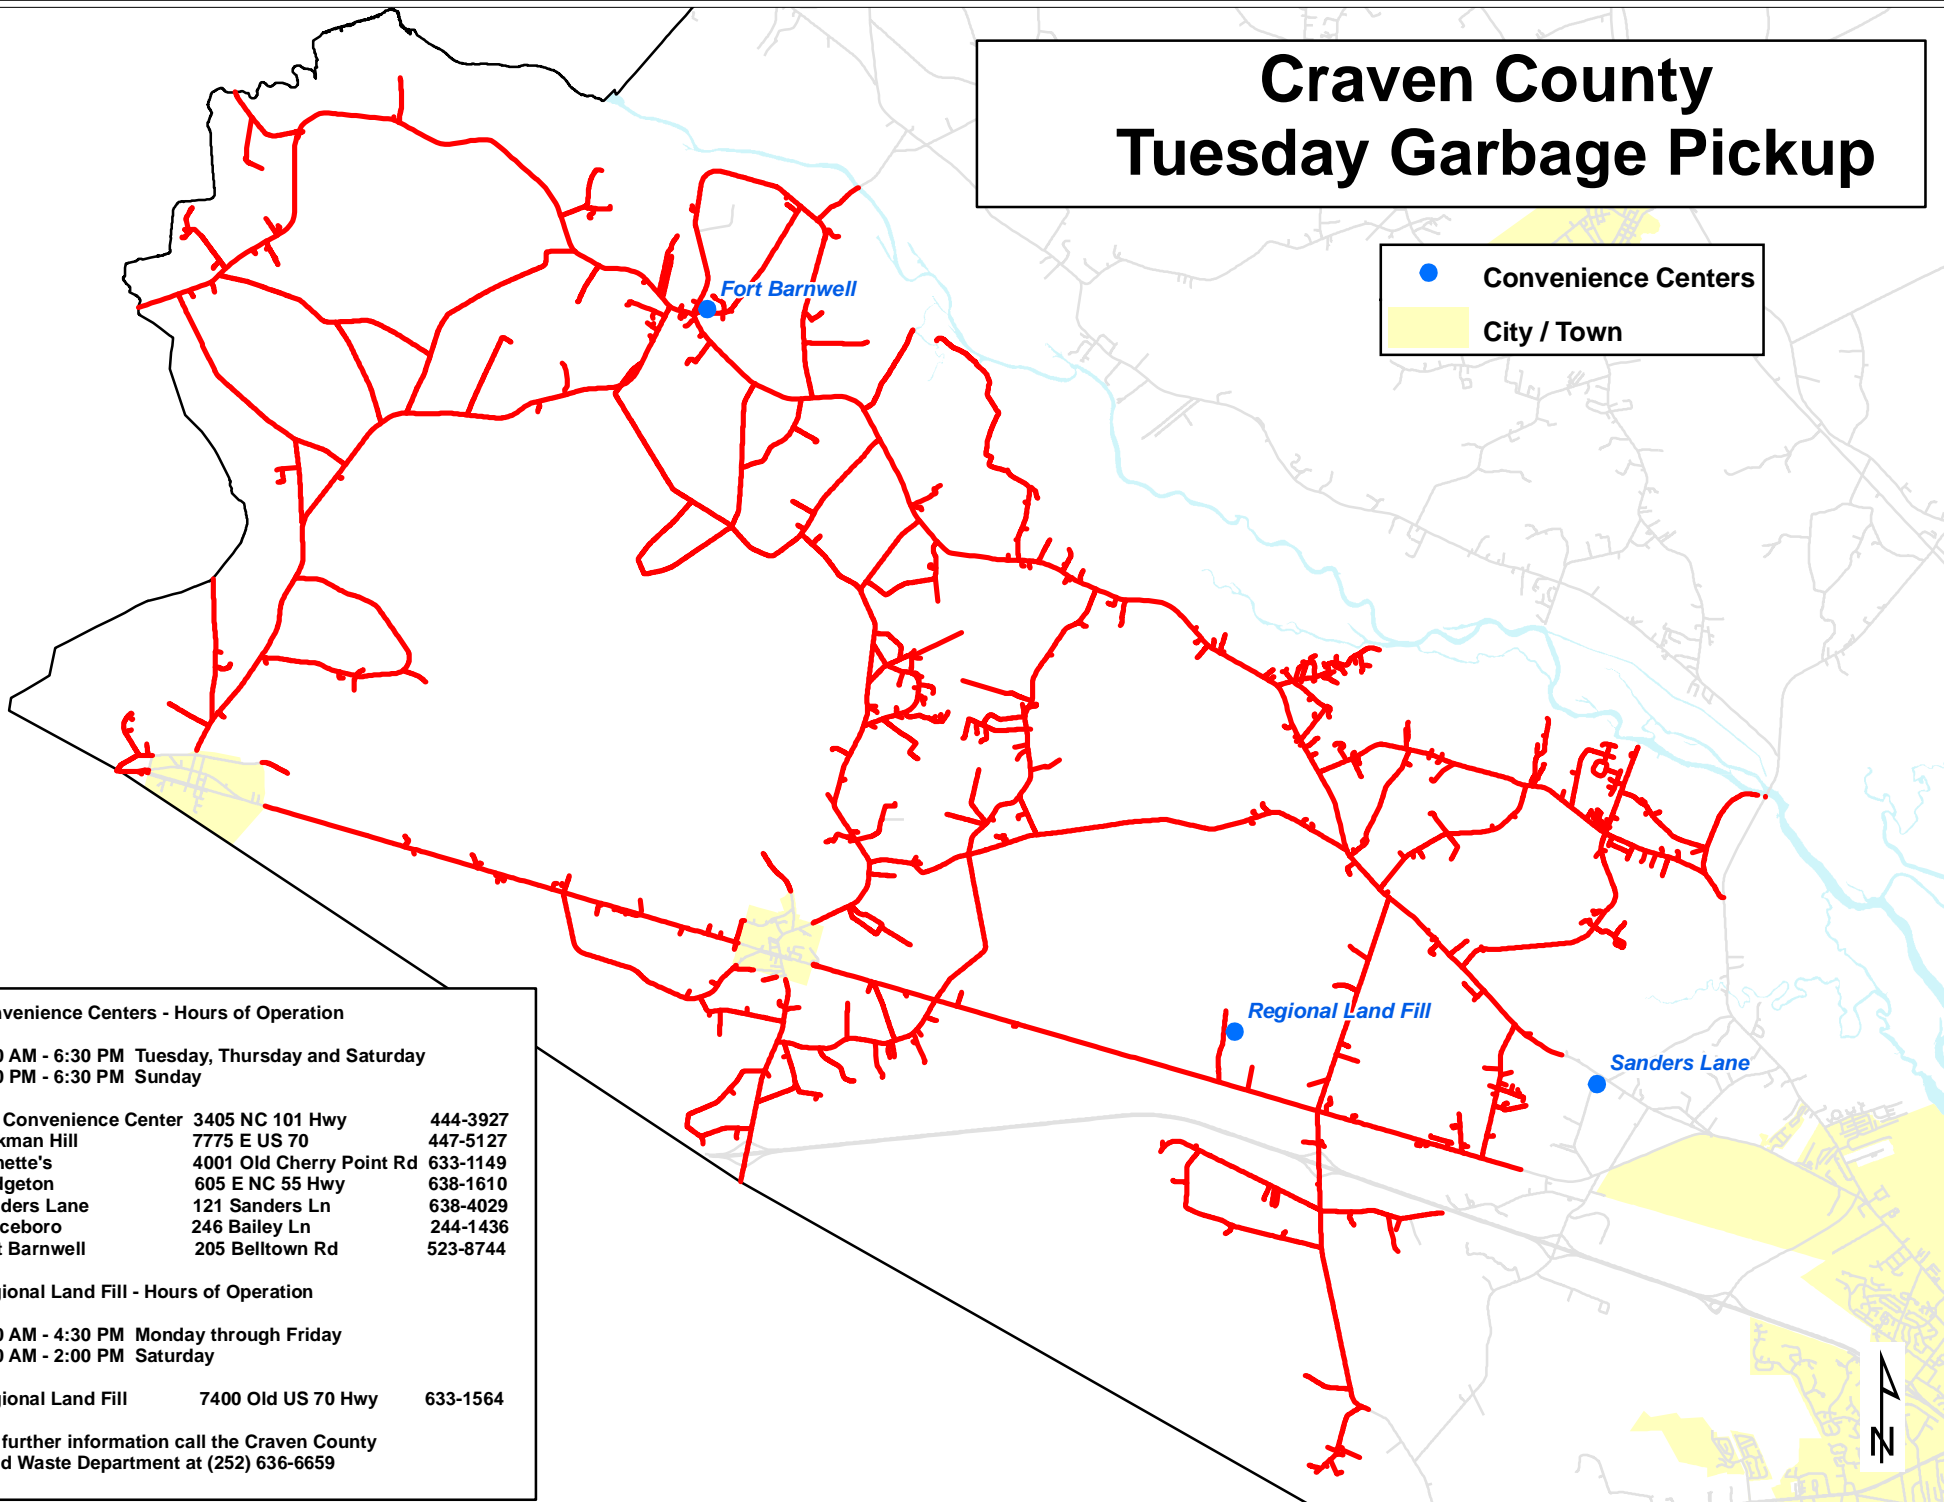 Craven County
Tuesday Garbage Pickup
Convenience Centers
City / Town
Fort Barnwell
Regional Land Fill
Sanders Lane
N
venience Centers - Hours of Operation
0 AM - 6:30 PM Tuesday, Thursday and Saturday
0 PM - 6:30 PM Sunday
Convenience Center 3405 NC 101 Hwy 444-3927
kman Hill 7775 E US 70 447-5127
nette's 4001 Old Cherry Point Rd 633-1149
dgeton 605 E NC 55 Hwy 638-1610
ders Lane 121 Sanders Ln 638-4029
ceboro 246 Bailey Ln 244-1436
t Barnwell 205 Belltown Rd 523-8744
gional Land Fill - Hours of Operation
0 AM - 4:30 PM Monday through Friday
0 AM - 2:00 PM Saturday
gional Land Fill 7400 Old US 70 Hwy 633-1564
further information call the Craven County
d Waste Department at (252) 636-6659